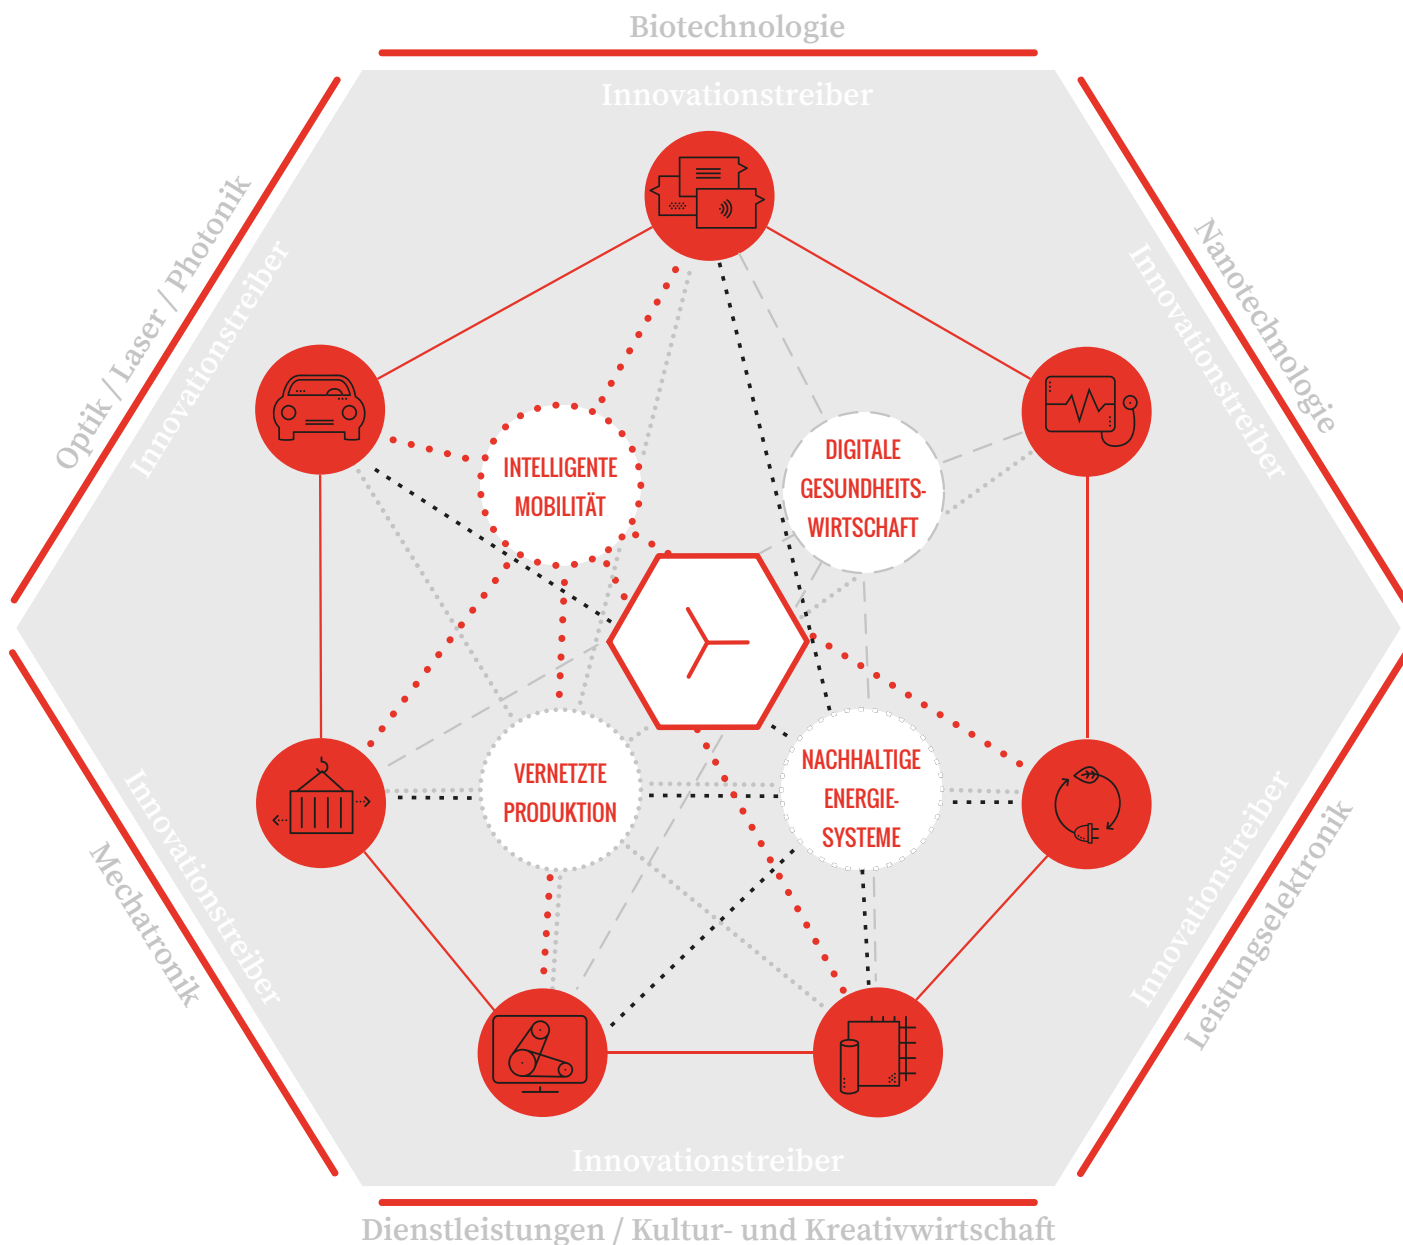 Biotechnologie
Innovationstreiber
Optik / Laser / Photonik
Innovationstreiber
Nanotechnologie
Innovationstreiber
INTELLIGENTE
MOBILITÄT
DIGITALE
GESUNDHEITS-
WIRTSCHAFT
VERNETZTE
PRODUKTION
NACHHALTIGE
ENERGIE-
SYSTEME
Mechatronik
Innovationstreiber
Leistungselektronik
Innovationstreiber
Innovationstreiber
Dienstleistungen / Kultur- und Kreativwirtschaft